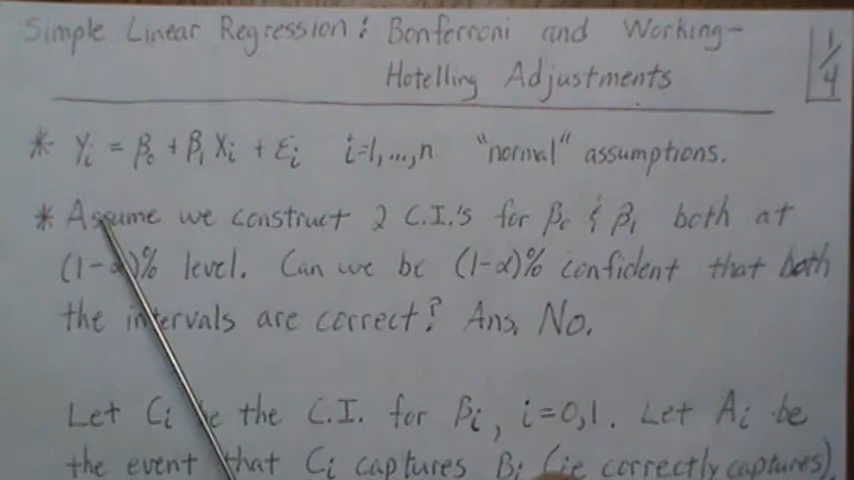 Simple Linear Regression: Bonferroni and Working-
Hotelling Adjustments
1/4
* Yi = β0 + β1 Xi + εi   i=1,...,n   "normal" assumptions.
* Assume we construct 2 C.I.'s for β0 & β1 both at
(1-α)% level. Can we be (1-α)% confident that both
the intervals are correct? Ans. No.
Let Ci be the C.I. for βi, i=0,1. Let Ai be
the event that Ci captures Bi (ie correctly captures).